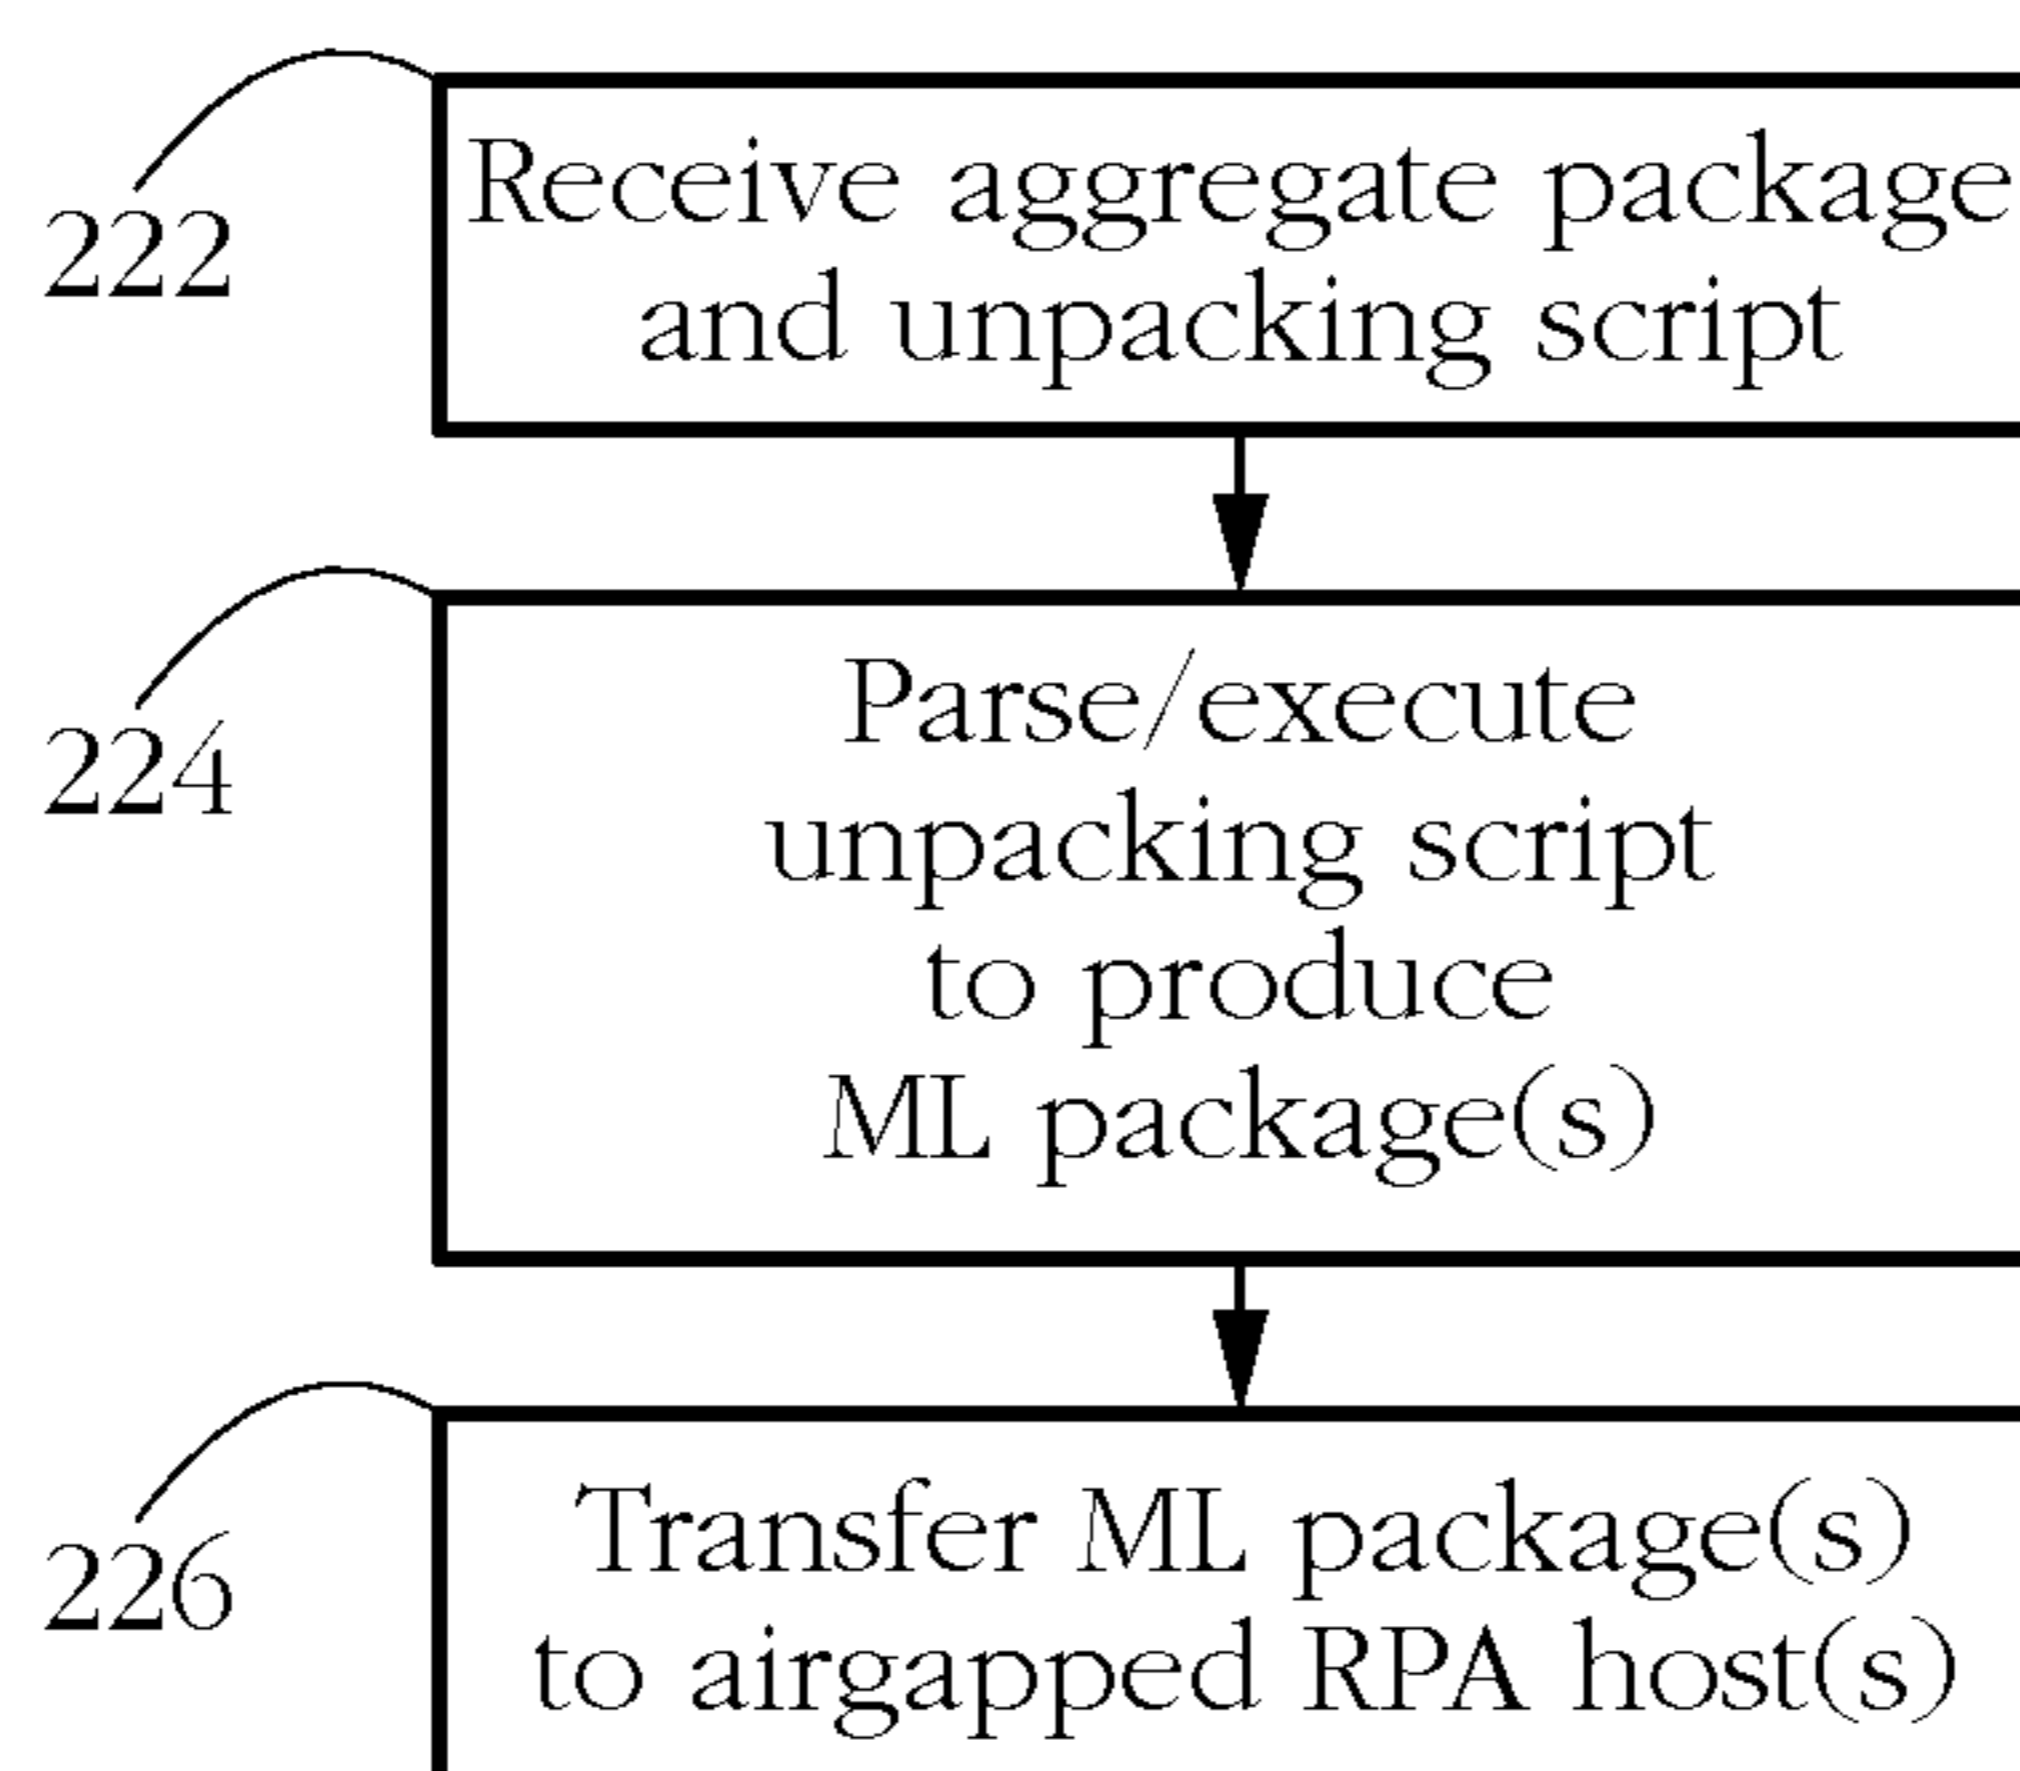 222
Receive aggregate package
and unpacking script
224
Parse/execute
unpacking script
to produce
ML package(s)
226
Transfer ML package(s)
to airgapped RPA host(s)